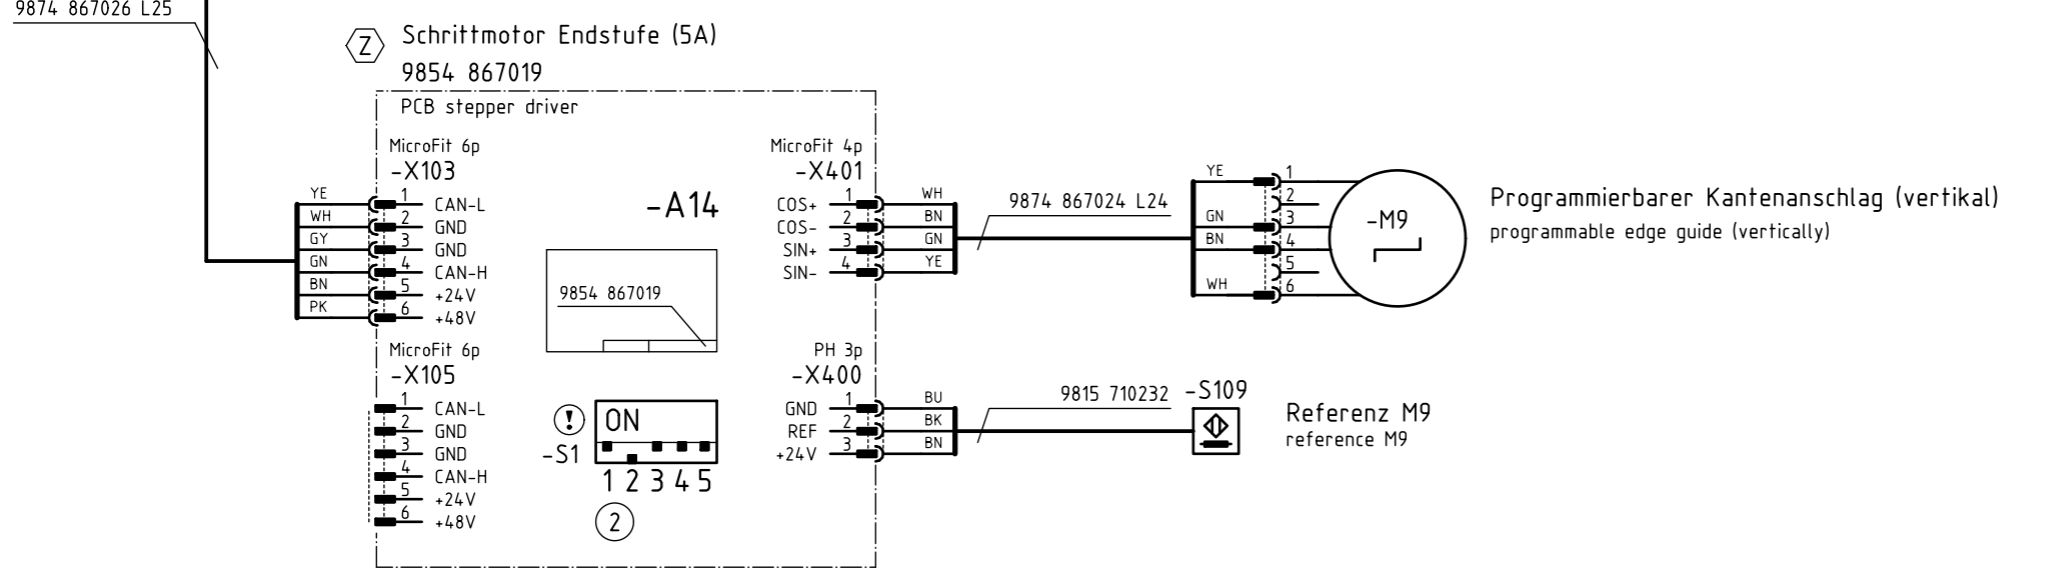 9874 867026 L25
Z
Schrittmotor Endstufe (5A)
9854 867019
PCB stepper driver
MicroFit 6p
-X103
YE 1 CAN-L
WH 2 GND
GY 3 GND
GN 4 CAN-H
BN 5 +24V
PK 6 +48V
MicroFit 6p
-X105
1 CAN-L
2 GND
3 GND
4 CAN-H
5 +24V
6 +48V
-A14
9854 867019
! ON
-S1
1 2 3 4 5
2
MicroFit 4p
-X401
COS+ 1 WH
COS- 2 BN
SIN+ 3 GN
SIN- 4 YE
9874 867024 L24
YE 1
2
GN 3
BN 4
5
WH 6
-M9
Programmierbarer Kantenanschlag (vertikal)
programmable edge guide (vertically)
PH 3p
-X400
GND 1 BU
REF 2 BK
+24V 3 BN
9815 710232
-S109
Referenz M9
reference M9